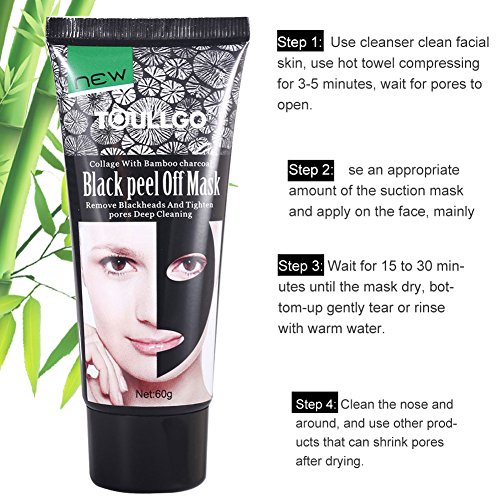 new
TOULLGO
Collage With Bamboo charcoal
Black peel Off Mask
Remove Blackheads And Tighten
pores Deep Cleaning
Net:60g
Step 1: Use cleanser clean facial
skin, use hot towel compressing
for 3-5 minutes, wait for pores to
open.
Step 2: se an appropriate
amount of the suction mask
and apply on the face, mainly
Step 3: Wait for 15 to 30 min-
utes until the mask dry, bot-
tom-up gently tear or rinse
with warm water.
Step 4: Clean the nose and
around, and use other prod-
ucts that can shrink pores
after drying.